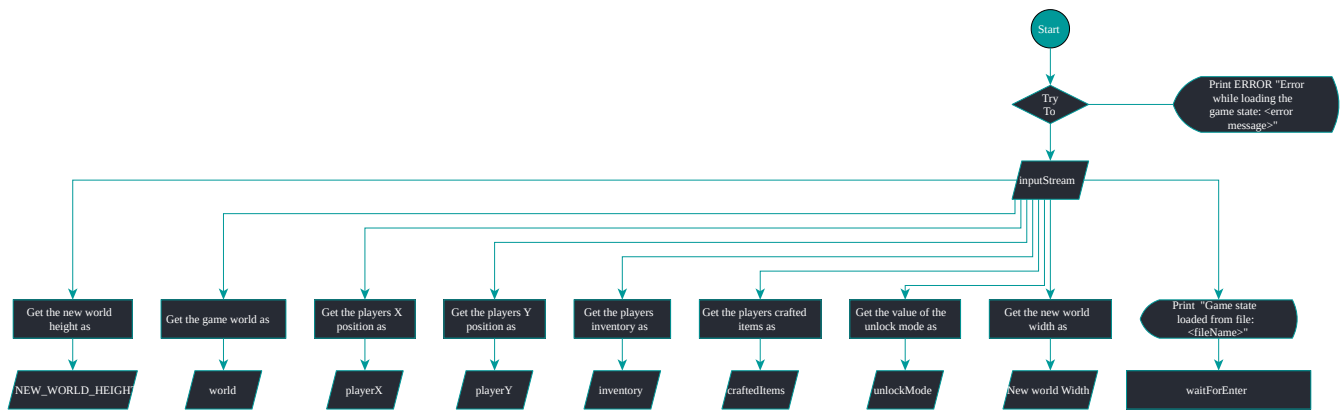 Start
Try
To
Print ERROR "Error
while loading the
game state: <error
message>"
inputStream
Get the new world
height as
Get the game world as
Get the players X
position as
Get the players Y
position as
Get the players
inventory as
Get the players crafted
items as
Get the value of the
unlock mode as
Get the new world
width as
Print "Game state
loaded from file:
<fileName>"
NEW_WORLD_HEIGHT
world
playerX
playerY
inventory
craftedItems
unlockMode
New world Width
waitForEnter